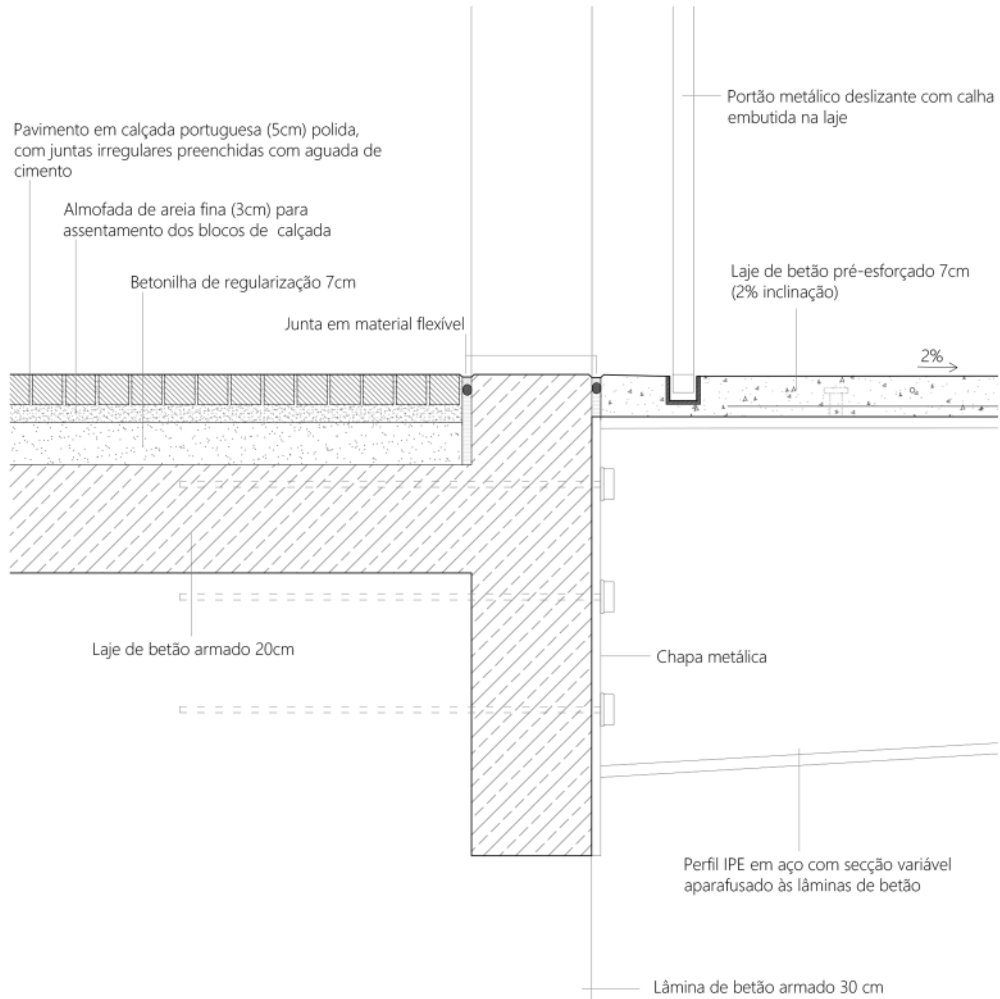 Portão metálico deslizante com calha
embutida na laje
Pavimento em calçada portuguesa (5cm) polida,
com juntas irregulares preenchidas com aguada de
cimento
Almofada de areia fina (3cm) para
assentamento dos blocos de calçada
Betonilha de regularização 7cm
Laje de betão pré-esforçado 7cm
(2% inclinação)
Junta em material flexível
2%
Laje de betão armado 20cm
Chapa metálica
Perfil IPE em aço com secção variável
aparafusado às lâminas de betão
Lâmina de betão armado 30 cm